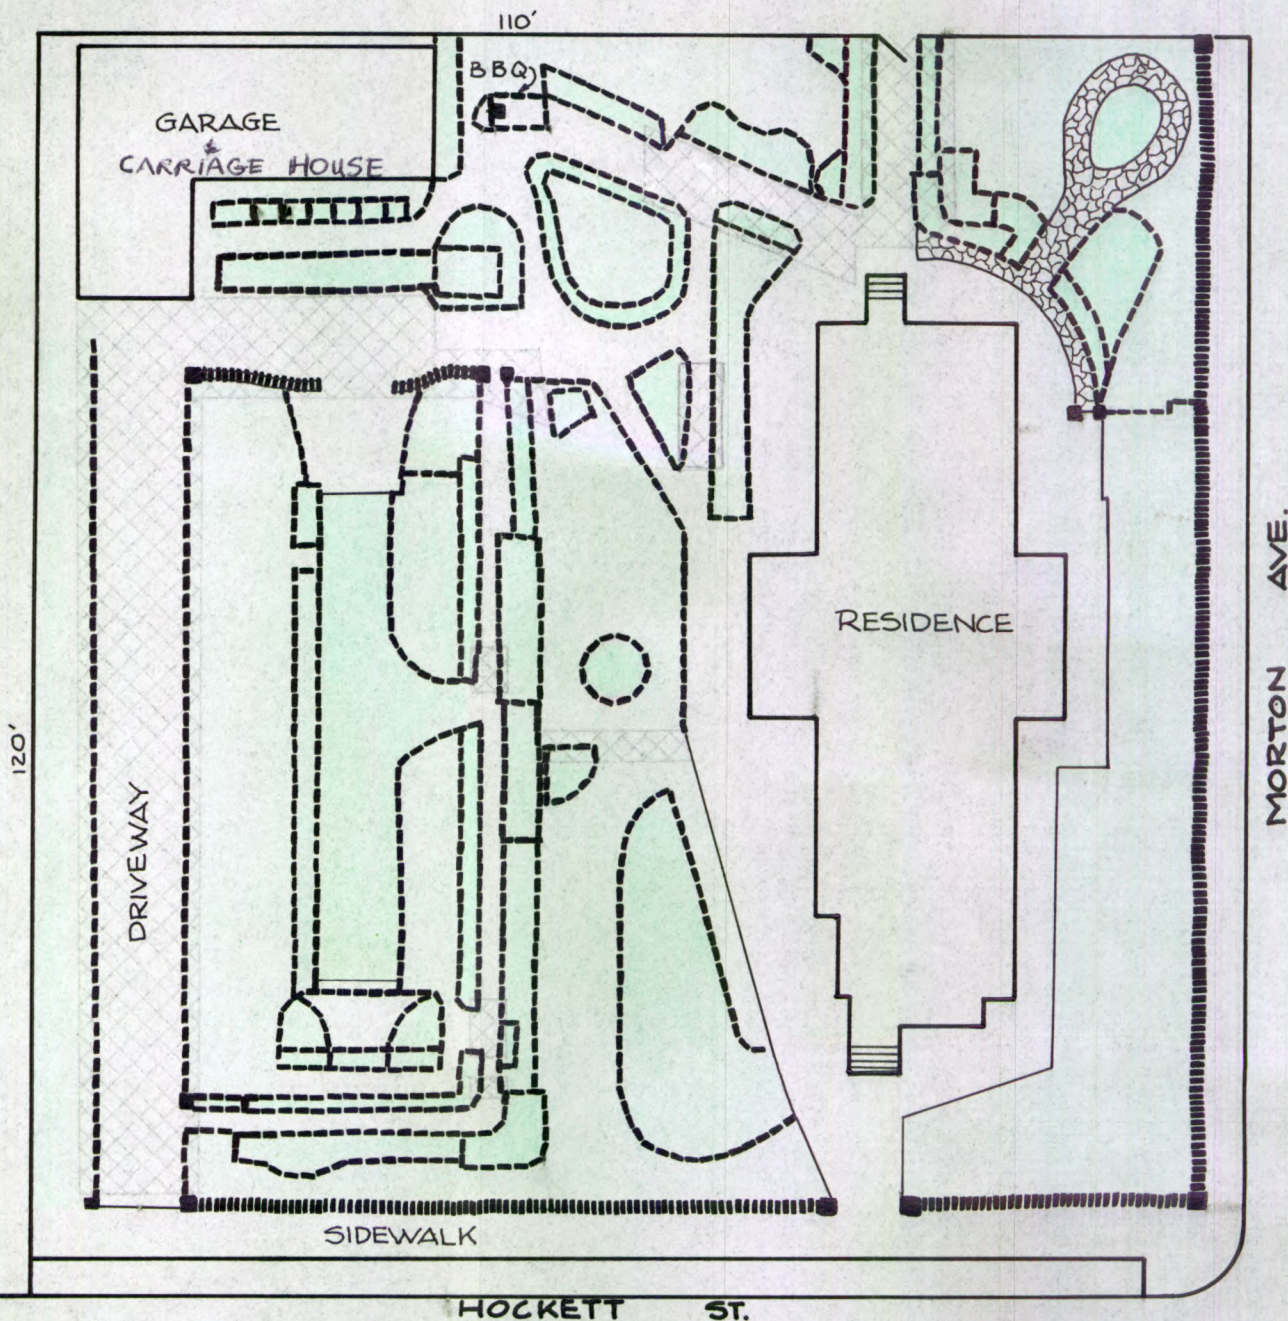 110'
BBQ
GARAGE
&
CARRIAGE HOUSE
RESIDENCE
MORTON AVE.
120'
DRIVEWAY
SIDEWALK
HOCKETT ST.